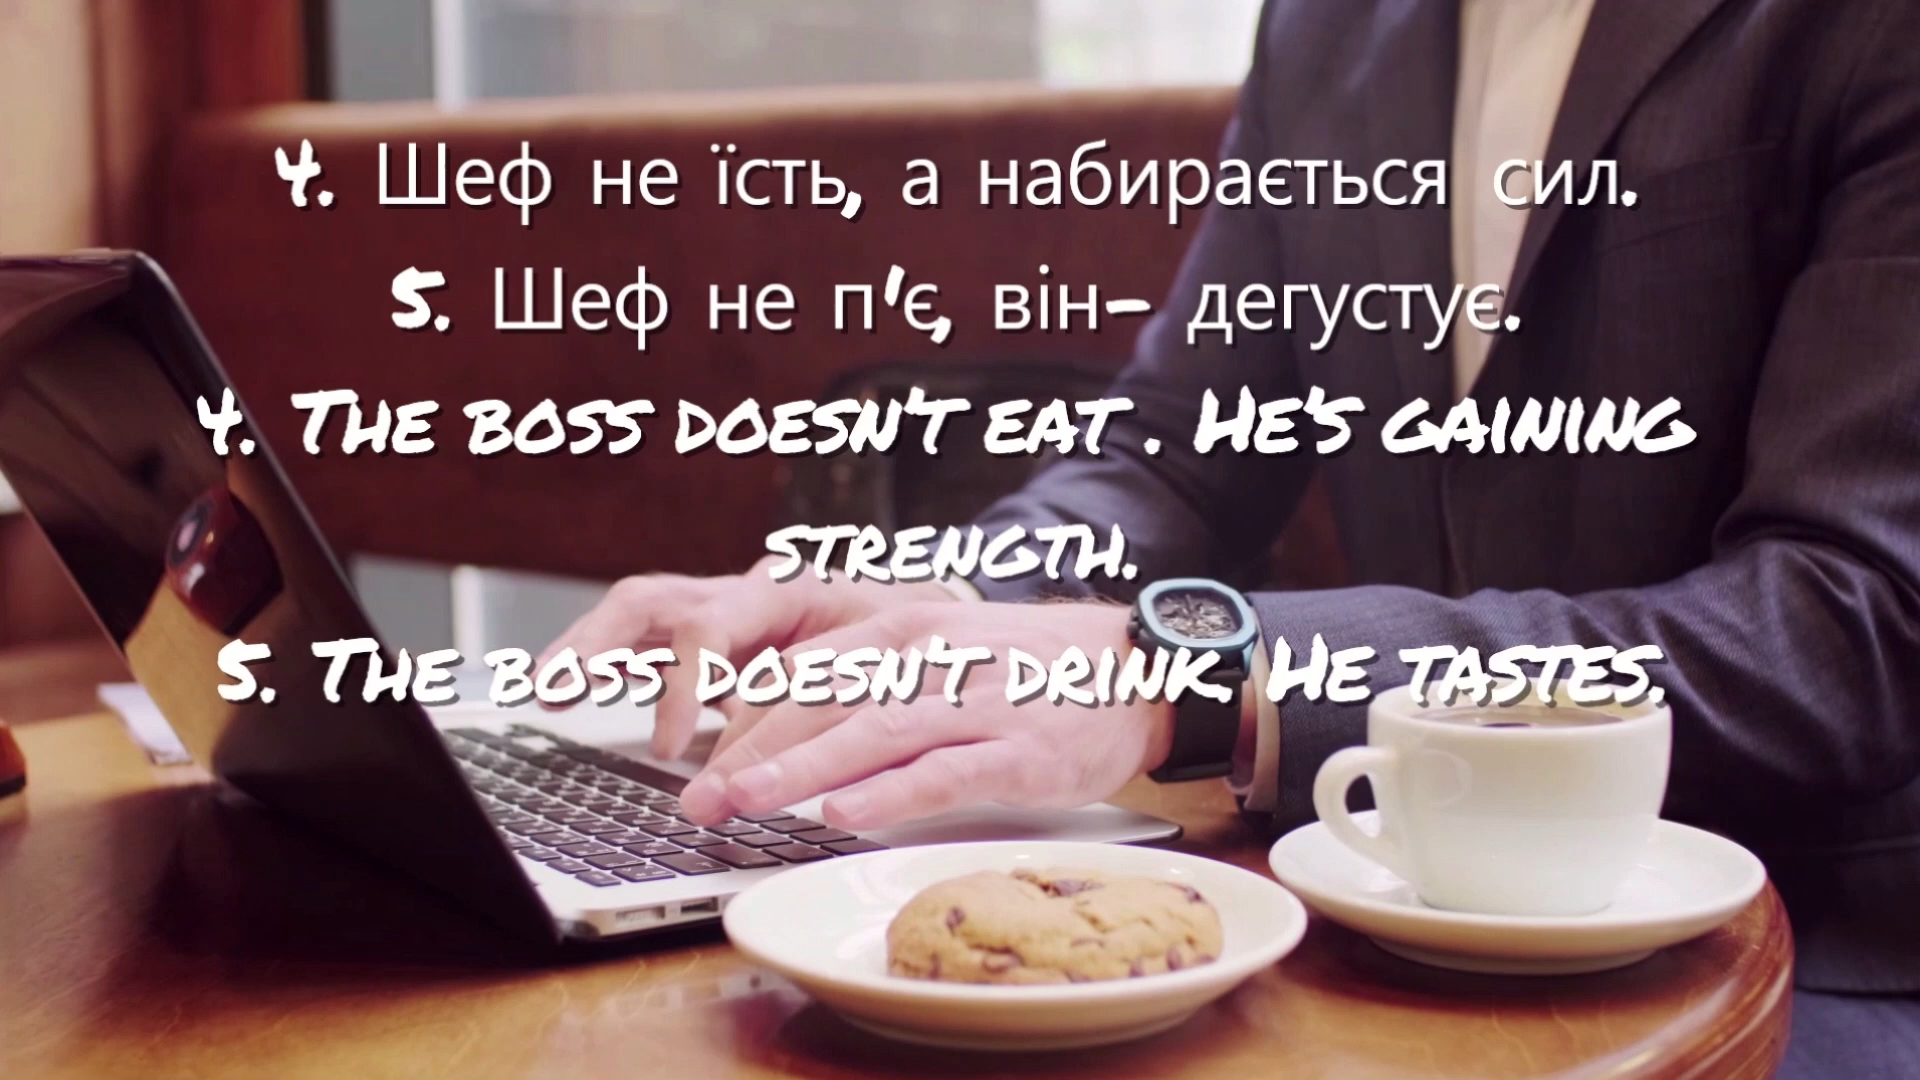 4. Шеф не їсть, а набирається сил.
5. Шеф не п'є, він- дегустує.
4. The boss doesn't eat . He's gaining
strength.
5. The boss doesn't drink. He tastes.